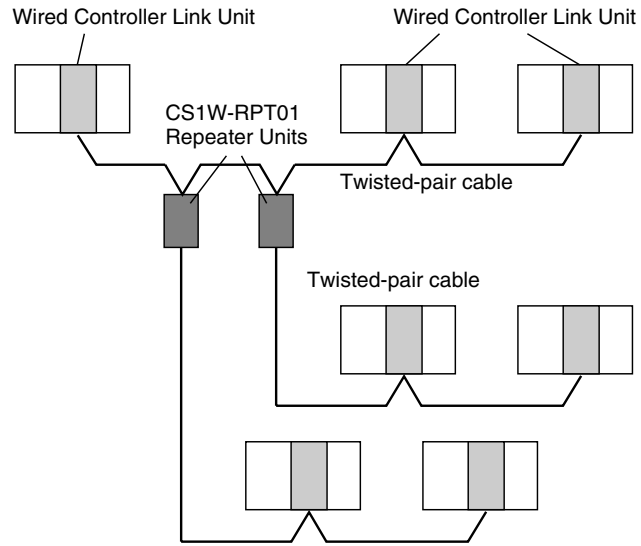 Wired Controller Link Unit
Wired Controller Link Unit
CS1W-RPT01
Repeater Units
Twisted-pair cable
Twisted-pair cable